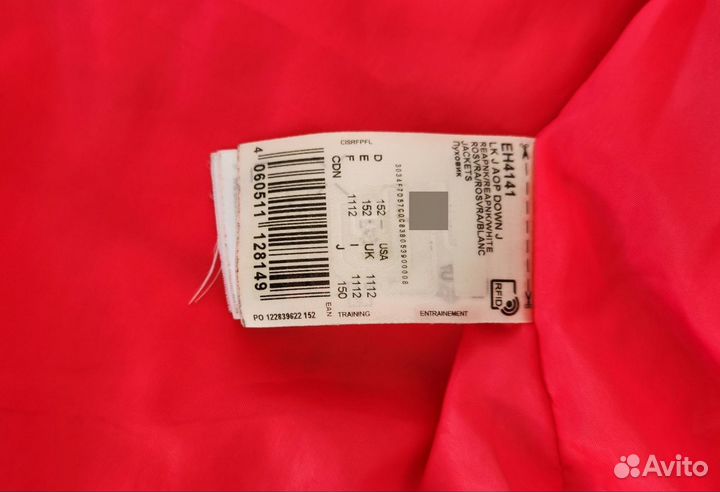 EH4141
LK J AOP DOWN J
REAPNK/REAPNK/WHITE
ROSVRA/ROSVRA/BLANC
JACKETS
Пуховик
RFID
3034F7D57C0C838053900008
CISRFPFL
D 152 USA 1112
E 152 UK 1112
F 1112 I 1112
CDN J 150
TRAINING ENTRAINEMENT
4 060511 128149
EAN
PO 122839622 152
Avito